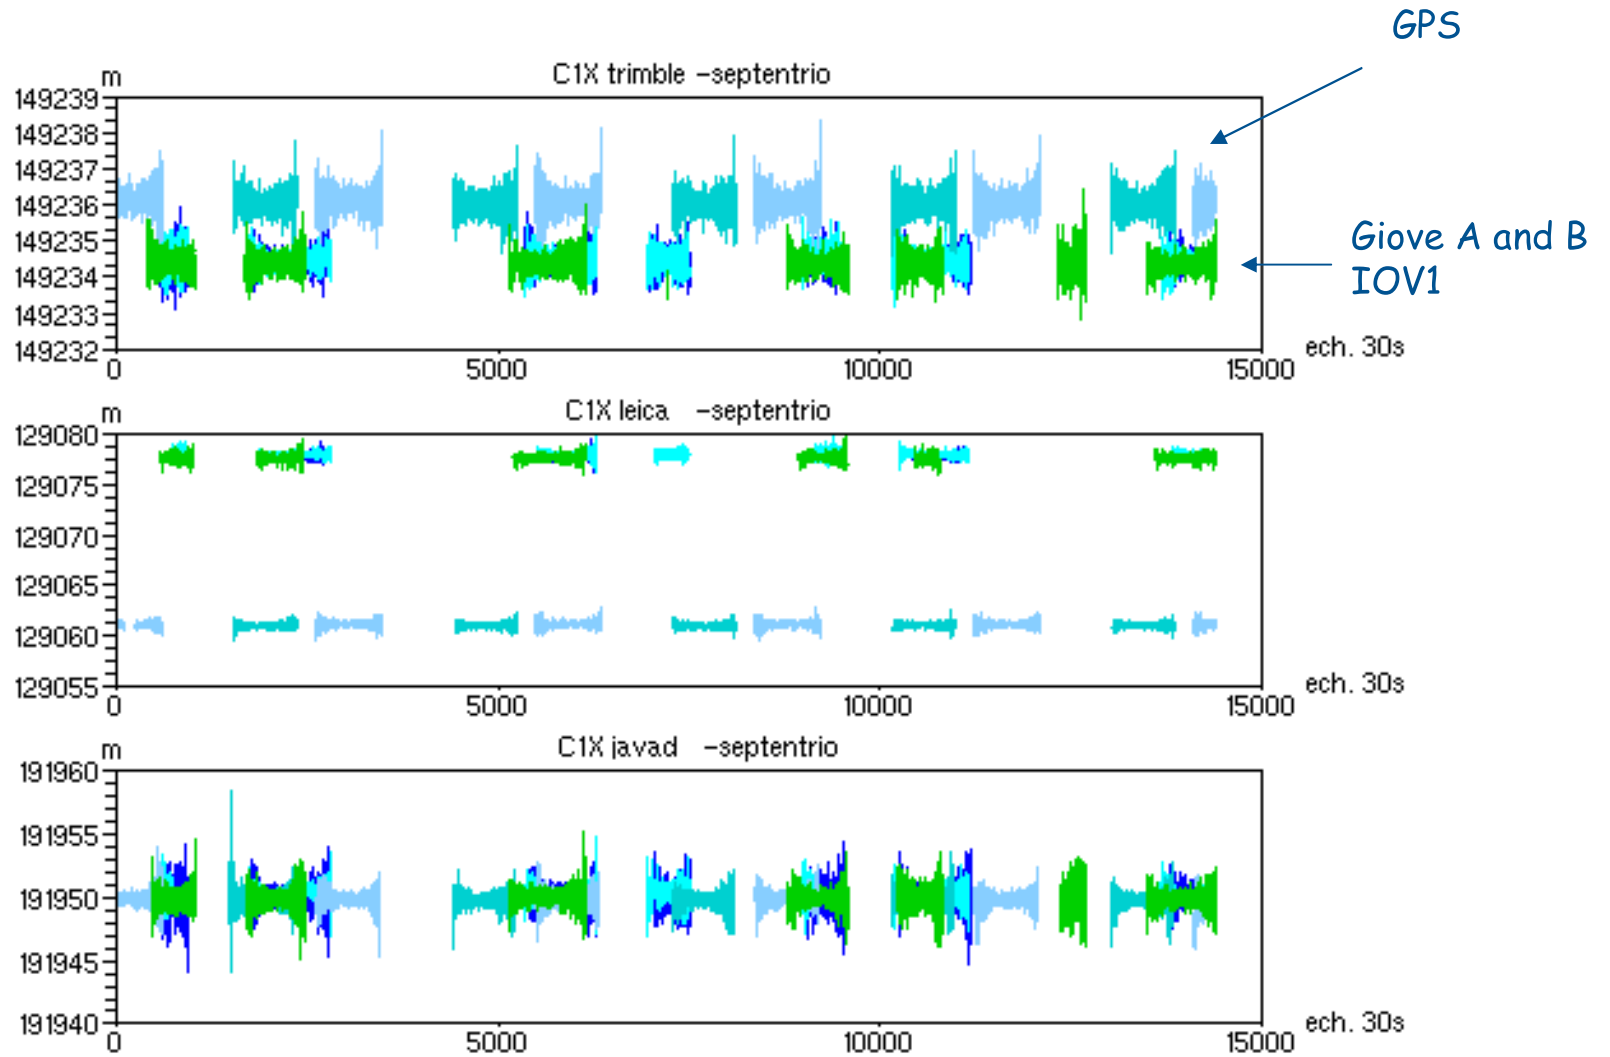 GPS
C1X trimble -septentrio
m
149239
149238
149237
149236
149235
149234
149233
149232
0
5000
10000
15000
ech. 30s
Giove A and B
IOV1
C1X leica -septentrio
m
129080
129075
129070
129065
129060
129055
0
5000
10000
15000
ech. 30s
C1X javad -septentrio
m
191960
191955
191950
191945
191940
0
5000
10000
15000
ech. 30s